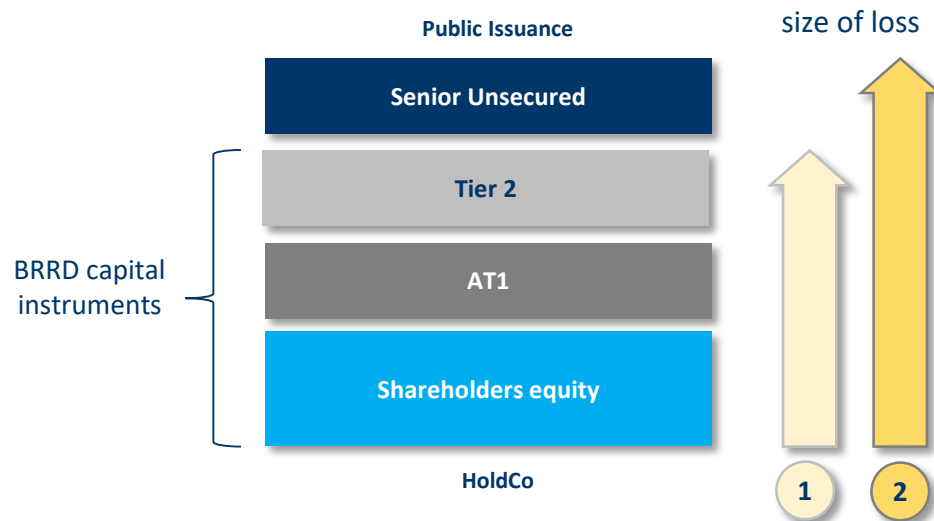 Public Issuance
size of loss
Senior Unsecured
Tier 2
BRRD capital
instruments
AT1
Shareholders equity
HoldCo
1
2